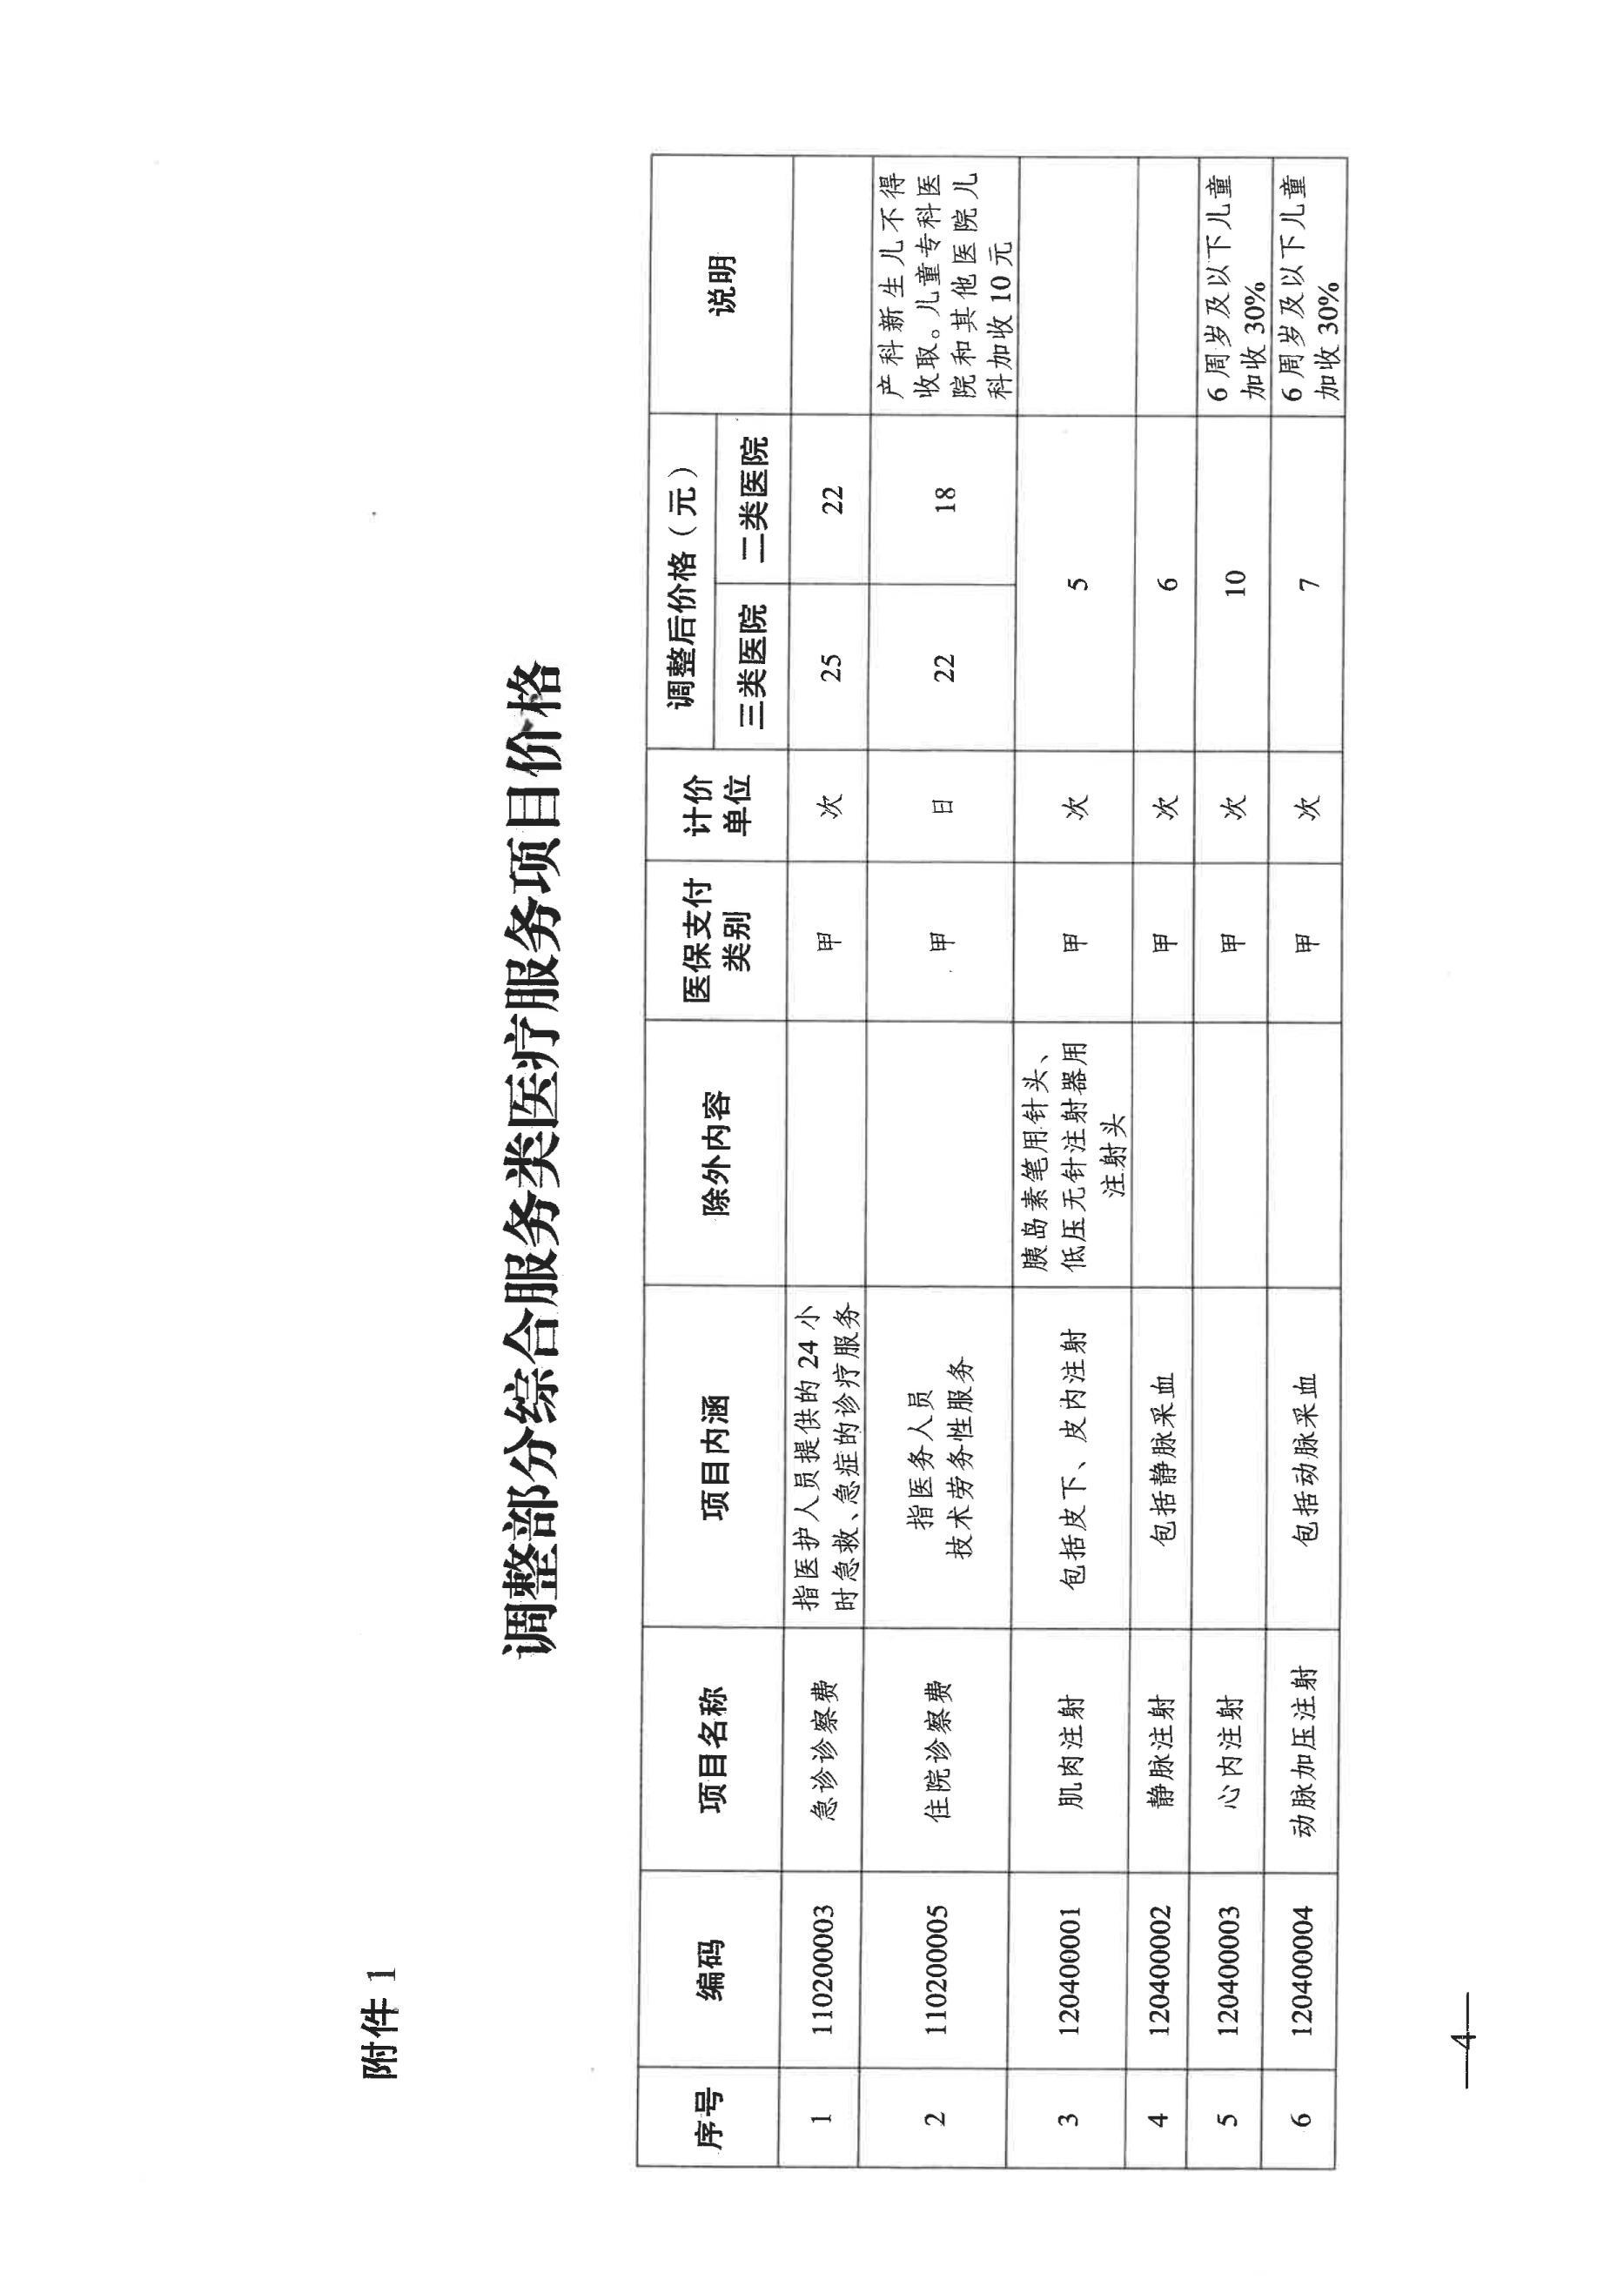 附件 1
调整部分综合服务类医疗服务项目价格
序号 编码 项目名称 项目内涵 除外内容 医保支付类别 计价单位 调整后价格（元） 说明
三类医院 二类医院
1 110200003 急诊诊察费 指医护人员提供的 24 小时急救、急症的诊疗服务 甲 次 25 22
2 110200005 住院诊察费 指医务人员技术劳务性服务 甲 日 22 18 产科新生儿不得收取。儿童专科医院和其他医院儿科加收 10 元
3 120400001 肌肉注射 包括皮下、皮内注射 胰岛素笔用针头、低压无针注射器用注射头 甲 次 5
4 120400002 静脉注射 包括静脉采血 甲 次 6
5 120400003 心内注射 甲 次 10 6 周岁及以下儿童加收 30%
6 120400004 动脉加压注射 包括动脉采血 甲 次 7 6 周岁及以下儿童加收 30%
—4—